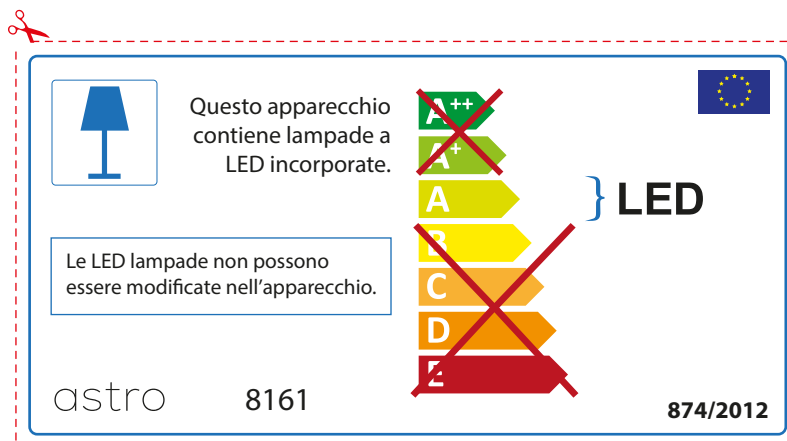 Questo apparecchio
contiene lampade a
LED incorporate.
Le LED lampade non possono
essere modificate nell'apparecchio.
A++
A+
A
B
C
D
E
LED
astro
8161
874/2012